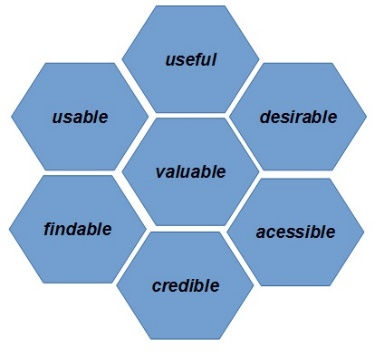 useful
usable
desirable
valuable
findable
acessible
credible